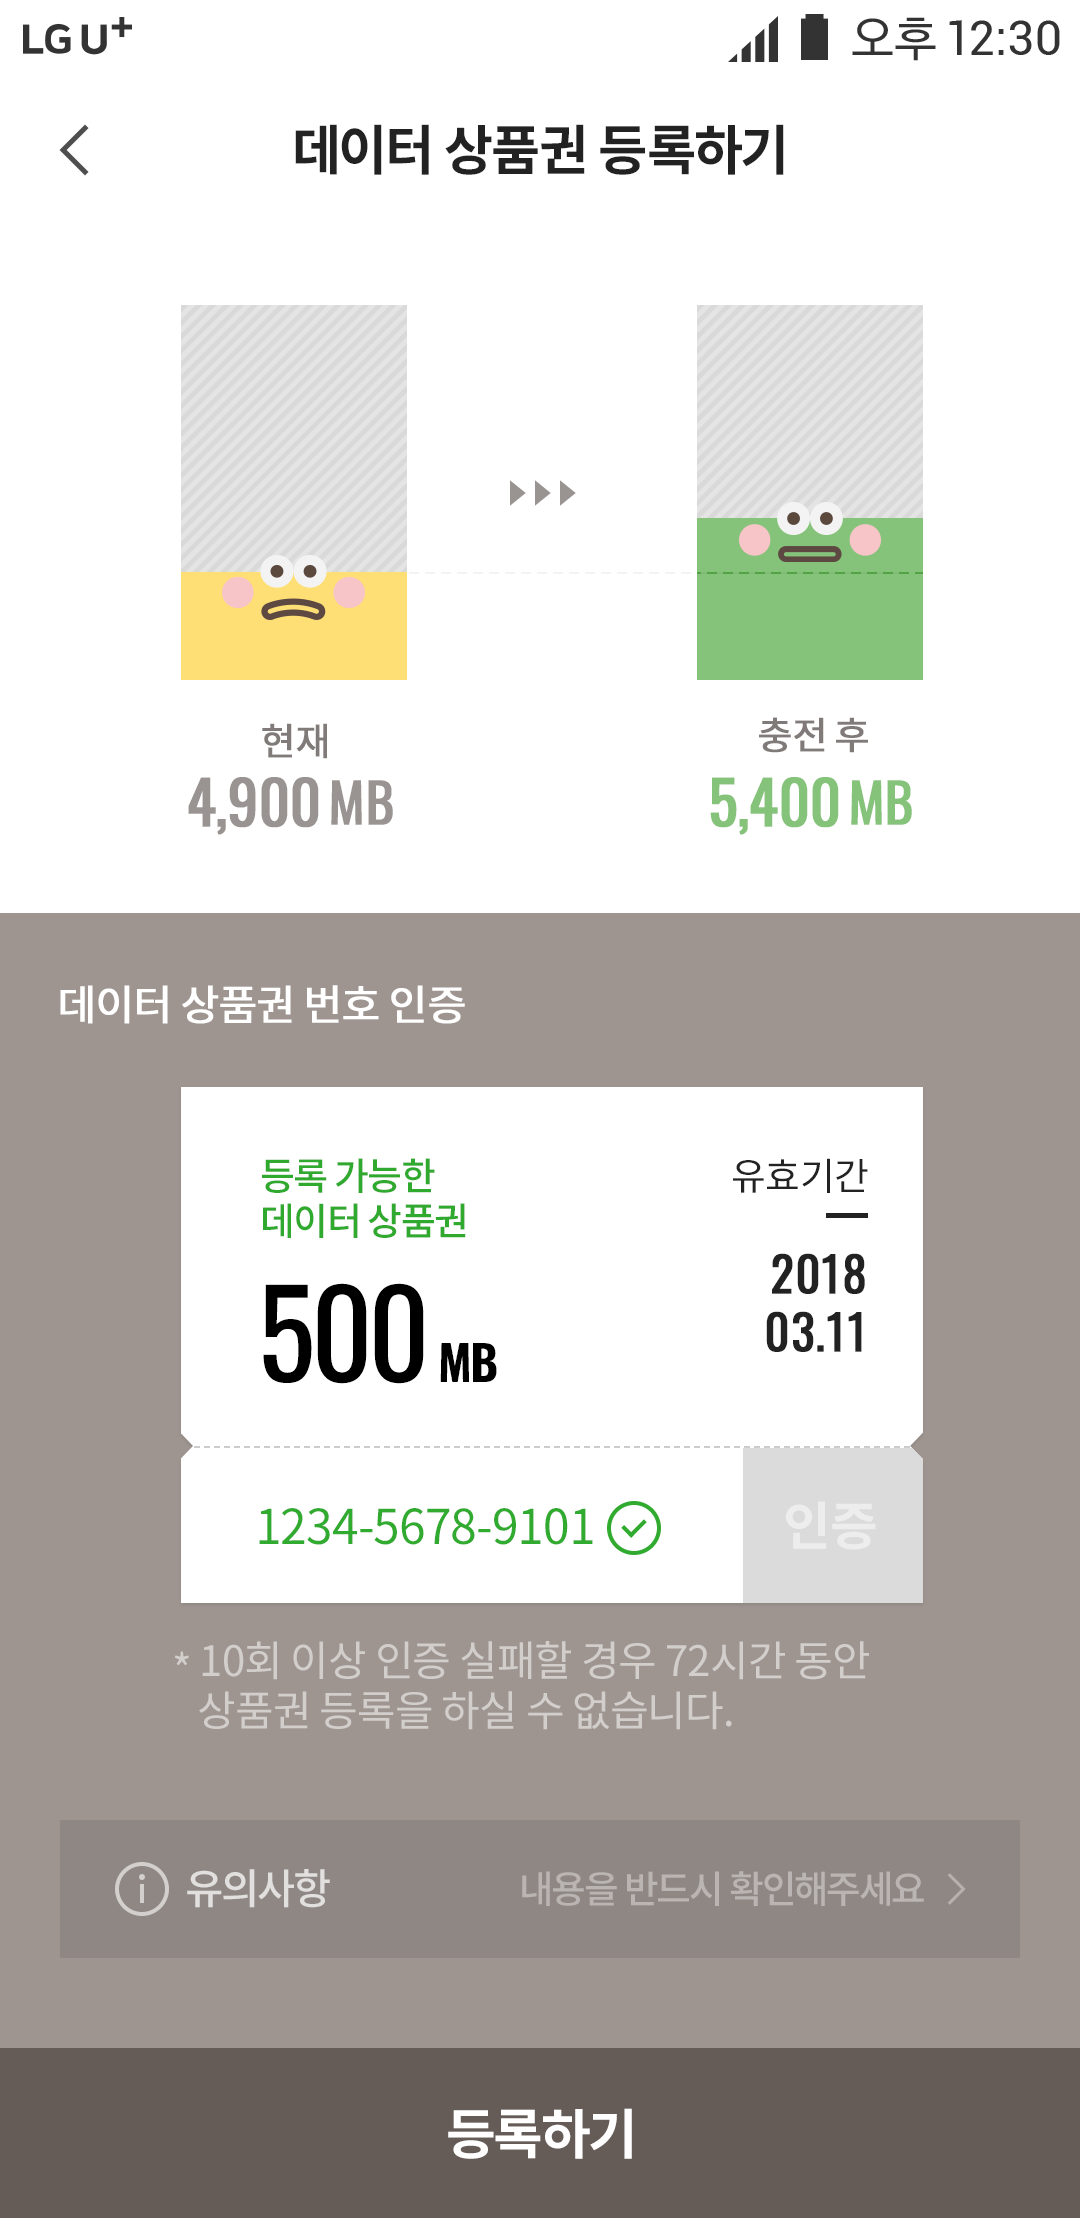 LG U+ 오후 12:30
데이터 상품권 등록하기
현재 충전 후
4,900 MB 5,400 MB
데이터 상품권 번호 인증
등록 가능한 유효기간
데이터 상품권
2018
500 MB 03.11
1234-5678-9101 인증
* 10회 이상 인증 실패할 경우 72시간 동안
상품권 등록을 하실 수 없습니다.
유의사항 내용을 반드시 확인해주세요
등록하기